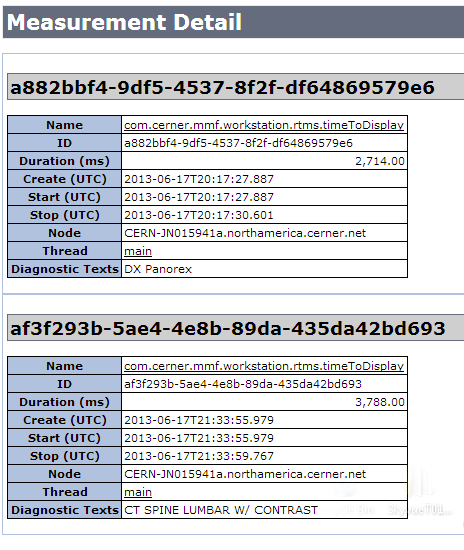 Measurement Detail
a882bbf4-9df5-4537-8f2f-df64869579e6
Name com.cerner.mmf.workstation.rtms.timeToDisplay
ID a882bbf4-9df5-4537-8f2f-df64869579e6
Duration (ms) 2,714.00
Create (UTC) 2013-06-17T20:17:27.887
Start (UTC) 2013-06-17T20:17:27.887
Stop (UTC) 2013-06-17T20:17:30.601
Node CERN-JN015941a.northamerica.cerner.net
Thread main
Diagnostic Texts DX Panorex
af3f293b-5ae4-4e8b-89da-435da42bd693
Name com.cerner.mmf.workstation.rtms.timeToDisplay
ID af3f293b-5ae4-4e8b-89da-435da42bd693
Duration (ms) 3,788.00
Create (UTC) 2013-06-17T21:33:55.979
Start (UTC) 2013-06-17T21:33:55.979
Stop (UTC) 2013-06-17T21:33:59.767
Node CERN-JN015941a.northamerica.cerner.net
Thread main
Diagnostic Texts CT SPINE LUMBAR W/ CONTRAST